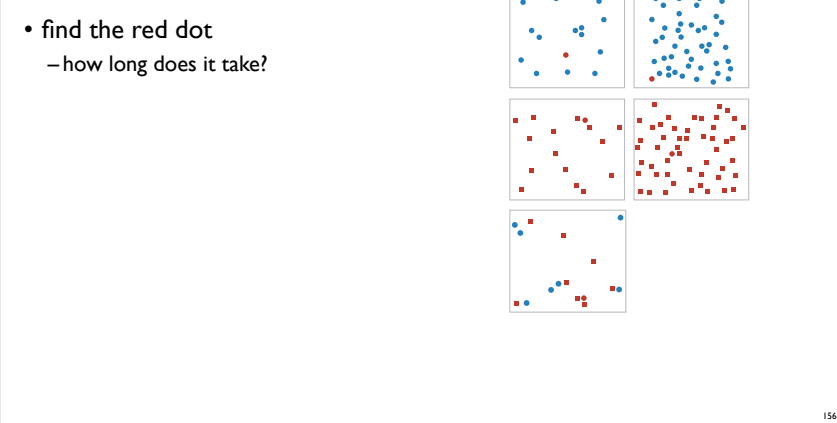 • find the red dot
– how long does it take?
156